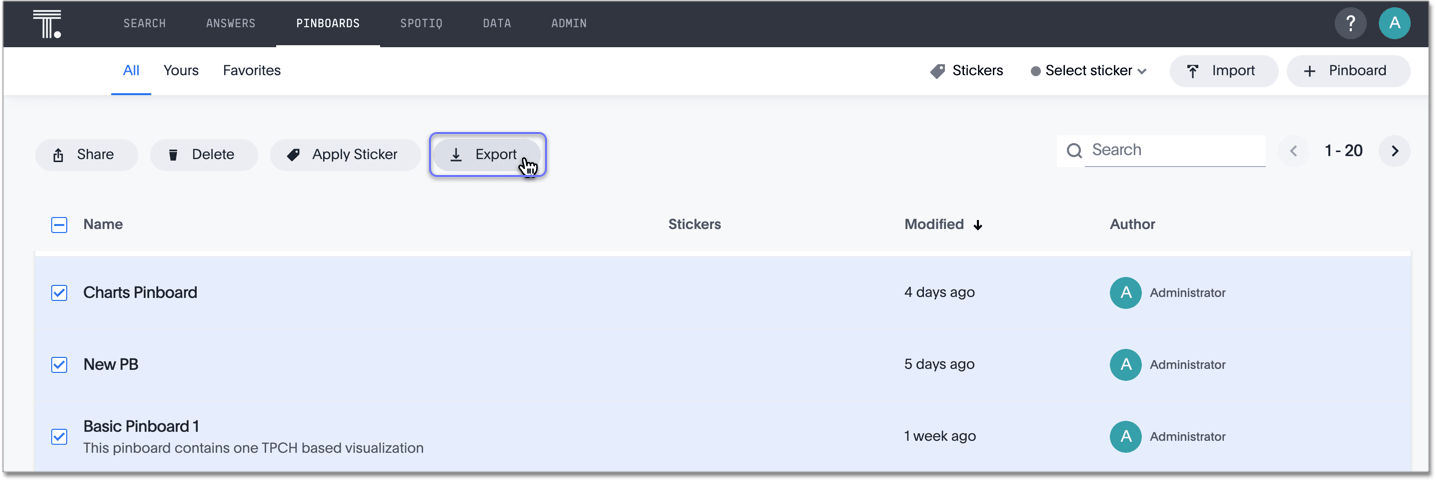 T. SEARCH ANSWERS PINBOARDS SPOTIQ DATA ADMIN ? A
All Yours Favorites Stickers Select sticker Import + Pinboard
Share Delete Apply Sticker Export Search 1 - 20
Name Stickers Modified Author
Charts Pinboard 4 days ago A Administrator
New PB 5 days ago A Administrator
Basic Pinboard 1
This pinboard contains one TPCH based visualization 1 week ago A Administrator